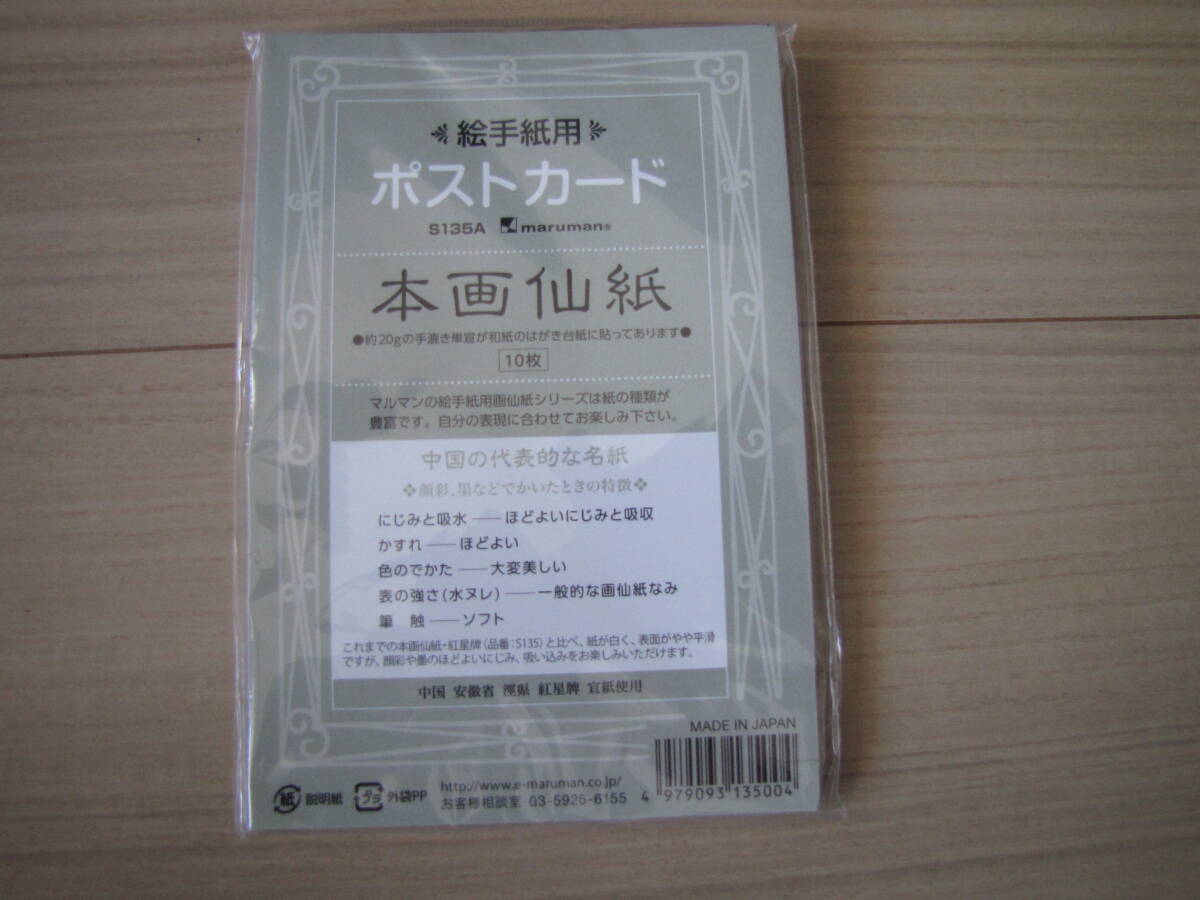 絵手紙用
ポストカード
S135A maruman®
本画仙紙
●約20gの手漉き単宣が和紙のはがき台紙に貼ってあります●
10枚
マルマンの絵手紙用画仙紙シリーズは紙の種類が
豊富です。自分の表現に合わせてお楽しみ下さい。
中国の代表的な名紙
❖顔彩、墨などでかいたときの特徴❖
にじみと吸水――ほどよいにじみと吸収
かすれ――ほどよい
色のでかた――大変美しい
表の強さ(水ヌレ)――一般的な画仙紙なみ
筆 触――ソフト
これまでの本画仙紙・紅星牌(品番:S135)と比べ、紙が白く、表面がやや平滑
ですが、顔彩や墨のほどよいにじみ、吸い込みをお楽しみいただけます。
中国 安徽省 涇県 紅星牌 宣紙使用
MADE IN JAPAN
紙 説明紙 プラ 外袋PP
http://www.e-maruman.co.jp/
お客様相談室 03-5925-6155
4 979093 135004